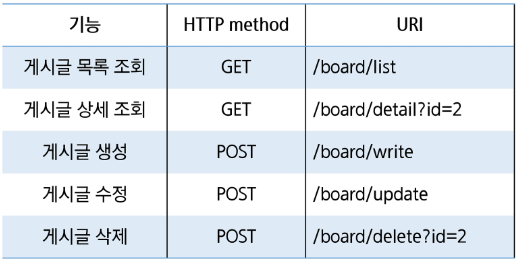 기능 HTTP method URI
게시글 목록 조회 GET /board/list
게시글 상세 조회 GET /board/detail?id=2
게시글 생성 POST /board/write
게시글 수정 POST /board/update
게시글 삭제 POST /board/delete?id=2